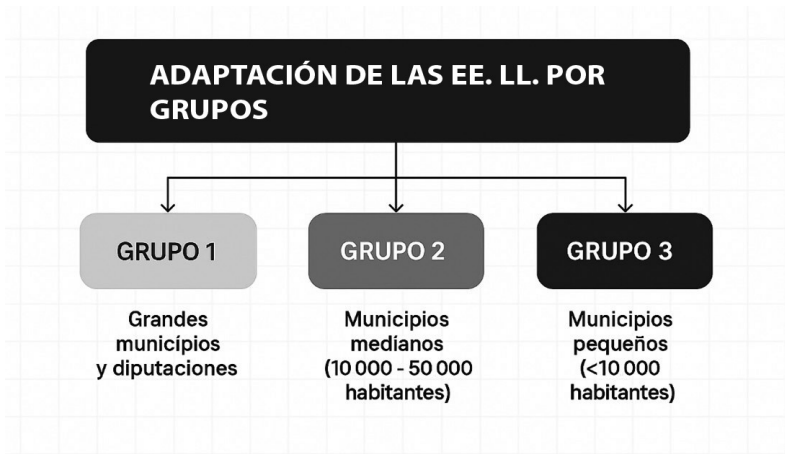 ADAPTACIÓN DE LAS EE. LL. POR
GRUPOS
GRUPO 1
GRUPO 2
GRUPO 3
Grandes
municípios
y diputaciones
Municipios
medianos
(10 000 - 50 000
habitantes)
Municipios
pequeños
(<10 000
habitantes)